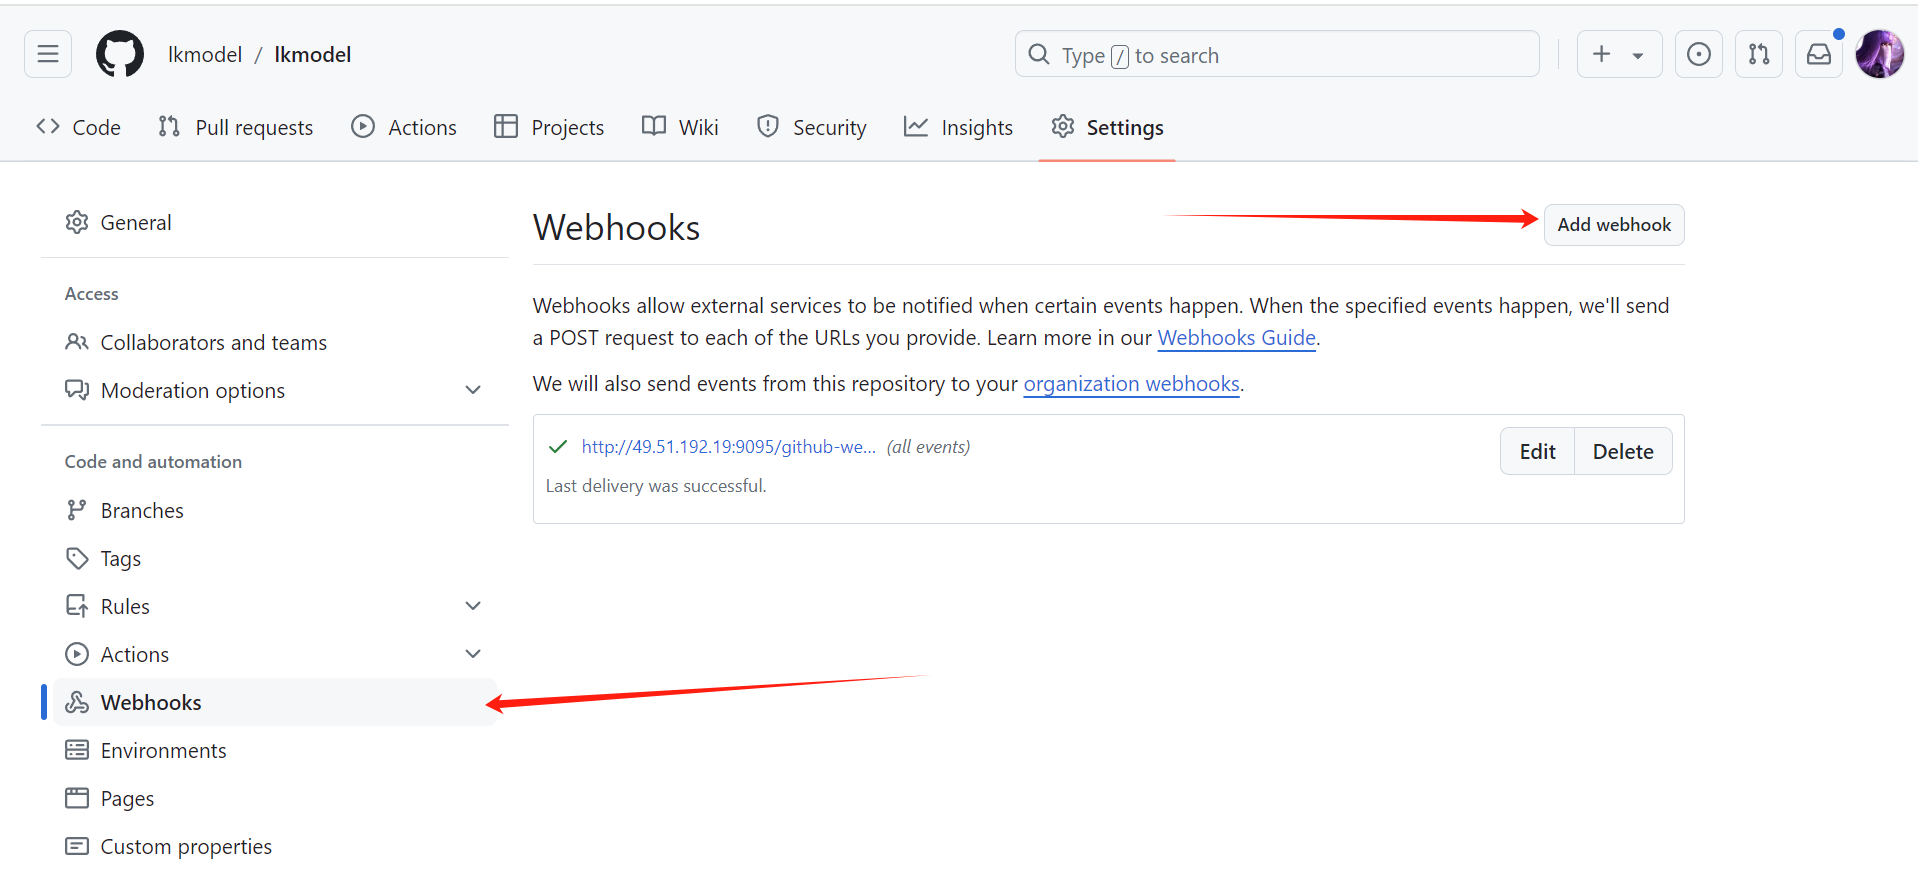 lkmodel / lkmodel
Type / to search
Code Pull requests Actions Projects Wiki Security Insights Settings
General
Access
Collaborators and teams
Moderation options
Code and automation
Branches
Tags
Rules
Actions
Webhooks
Environments
Pages
Custom properties
Webhooks
Add webhook
Webhooks allow external services to be notified when certain events happen. When the specified events happen, we'll send
a POST request to each of the URLs you provide. Learn more in our Webhooks Guide.
We will also send events from this repository to your organization webhooks.
http://49.51.192.19:9095/github-we... (all events)
Edit Delete
Last delivery was successful.